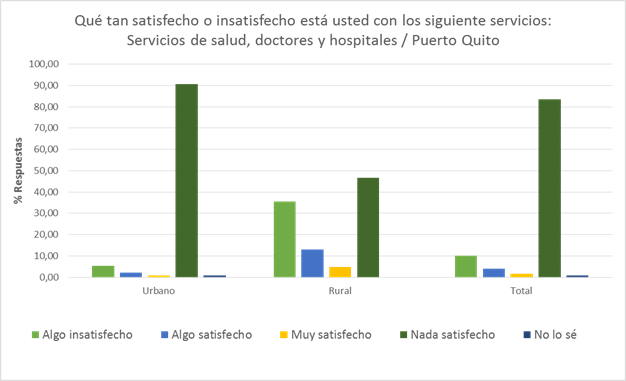 Qué tan satisfecho o insatisfecho está usted con los siguiente servicios:
Servicios de salud, doctores y hospitales / Puerto Quito
% Respuestas
100,00
90,00
80,00
70,00
60,00
50,00
40,00
30,00
20,00
10,00
0,00
Urbano Rural Total
Algo insatisfecho Algo satisfecho Muy satisfecho Nada satisfecho No lo sé